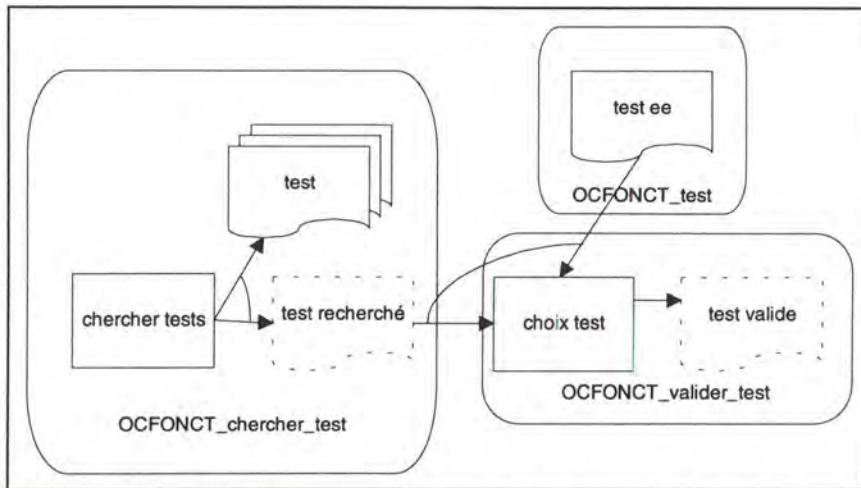 test ee
OCFONCT_test
test
chercher tests
test recherché
choix test
test valide
OCFONCT_valider_test
OCFONCT_chercher_test